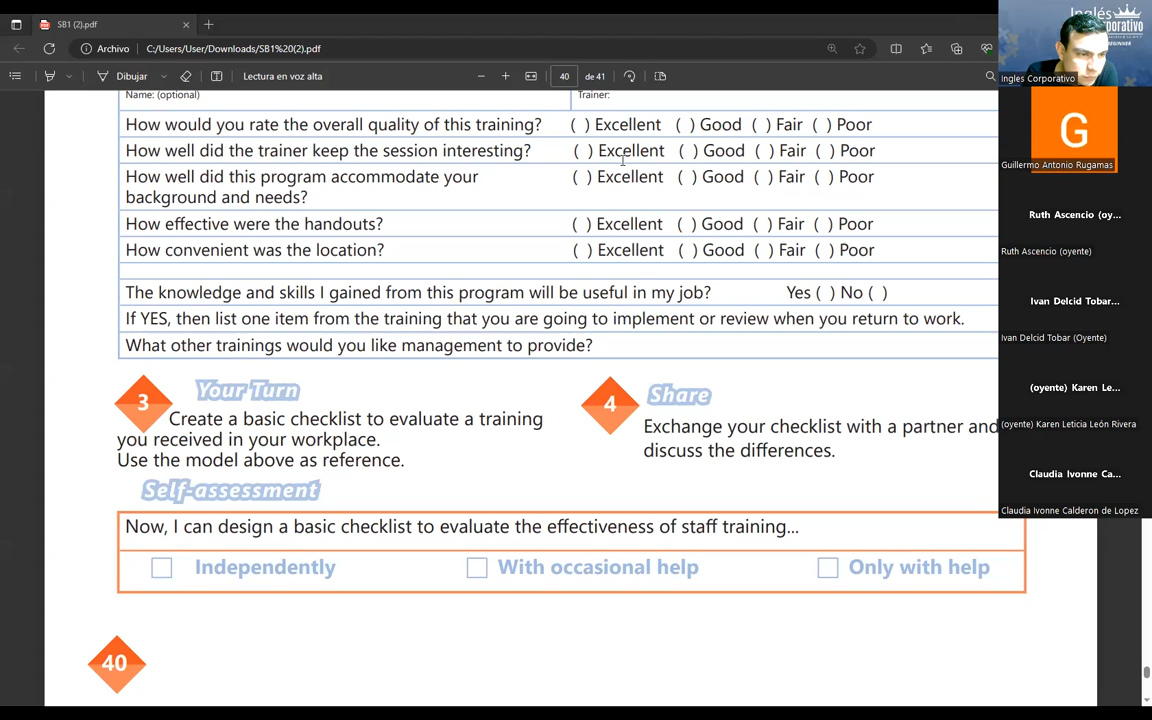 SB1 (2).pdf
Archivo
C:/Users/User/Downloads/SB1%20(2).pdf
Dibujar
Lectura en voz alta
40
de 41
Name: (optional)
Trainer:
How would you rate the overall quality of this training? ( ) Excellent ( ) Good ( ) Fair ( ) Poor
How well did the trainer keep the session interesting? ( ) Excellent ( ) Good ( ) Fair ( ) Poor
How well did this program accommodate your ( ) Excellent ( ) Good ( ) Fair ( ) Poor
background and needs?
How effective were the handouts? ( ) Excellent ( ) Good ( ) Fair ( ) Poor
How convenient was the location? ( ) Excellent ( ) Good ( ) Fair ( ) Poor
The knowledge and skills I gained from this program will be useful in my job? Yes ( ) No ( )
If YES, then list one item from the training that you are going to implement or review when you return to work.
What other trainings would you like management to provide?
3 Your Turn
Create a basic checklist to evaluate a training
you received in your workplace.
Use the model above as reference.
4 Share
Exchange your checklist with a partner and
discuss the differences.
Self-assessment
Now, I can design a basic checklist to evaluate the effectiveness of staff training...
Independently
With occasional help
Only with help
40
Inglés
Ingles Corporativo
G
Guillermo Antonio Rugamas
Ruth Ascencio (oy...
Ruth Ascencio (oyente)
Ivan Delcid Tobar...
Ivan Delcid Tobar (Oyente)
(oyente) Karen Le...
(oyente) Karen Leticia León Rivera
Claudia Ivonne Ca...
Claudia Ivonne Calderon de Lopez